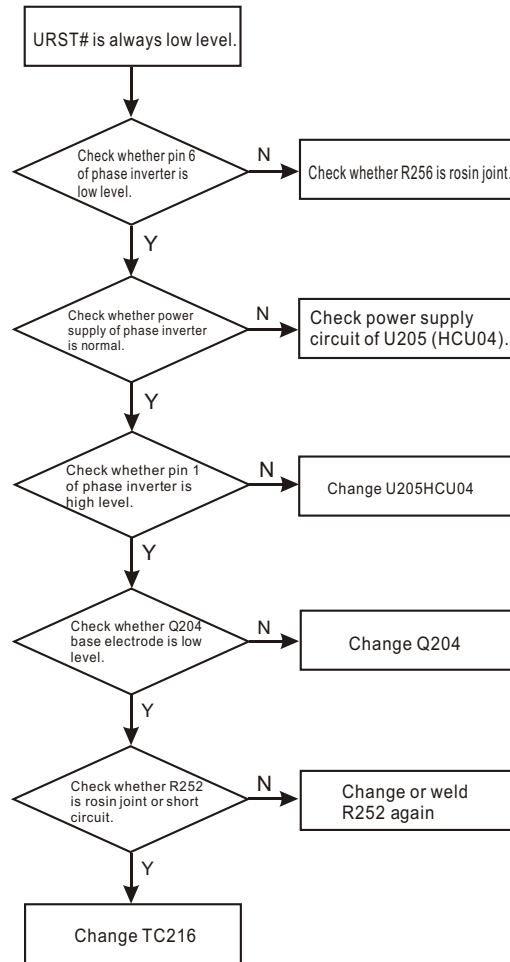 URST# is always low level.
Check whether pin 6
of phase inverter is
low level.
N
Check whether R256 is rosin joint.
Y
Check whether power
supply of phase inverter
is normal.
N
Check power supply
circuit of U205 (HCU04).
Y
Check whether pin 1
of phase inverter is
high level.
N
Change U205HCU04
Y
Check whether Q204
base electrode is low
level.
N
Change Q204
Y
Check whether R252
is rosin joint or short
circuit.
N
Change or weld
R252 again
Y
Change TC216